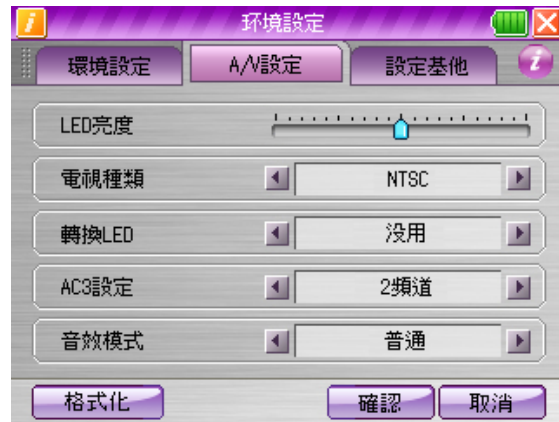 环境設定
環境設定
A/V設定
設定基他
LED亮度
電視種類
NTSC
轉換LED
没用
AC3設定
2頻道
音效模式
普通
格式化
確認
取消